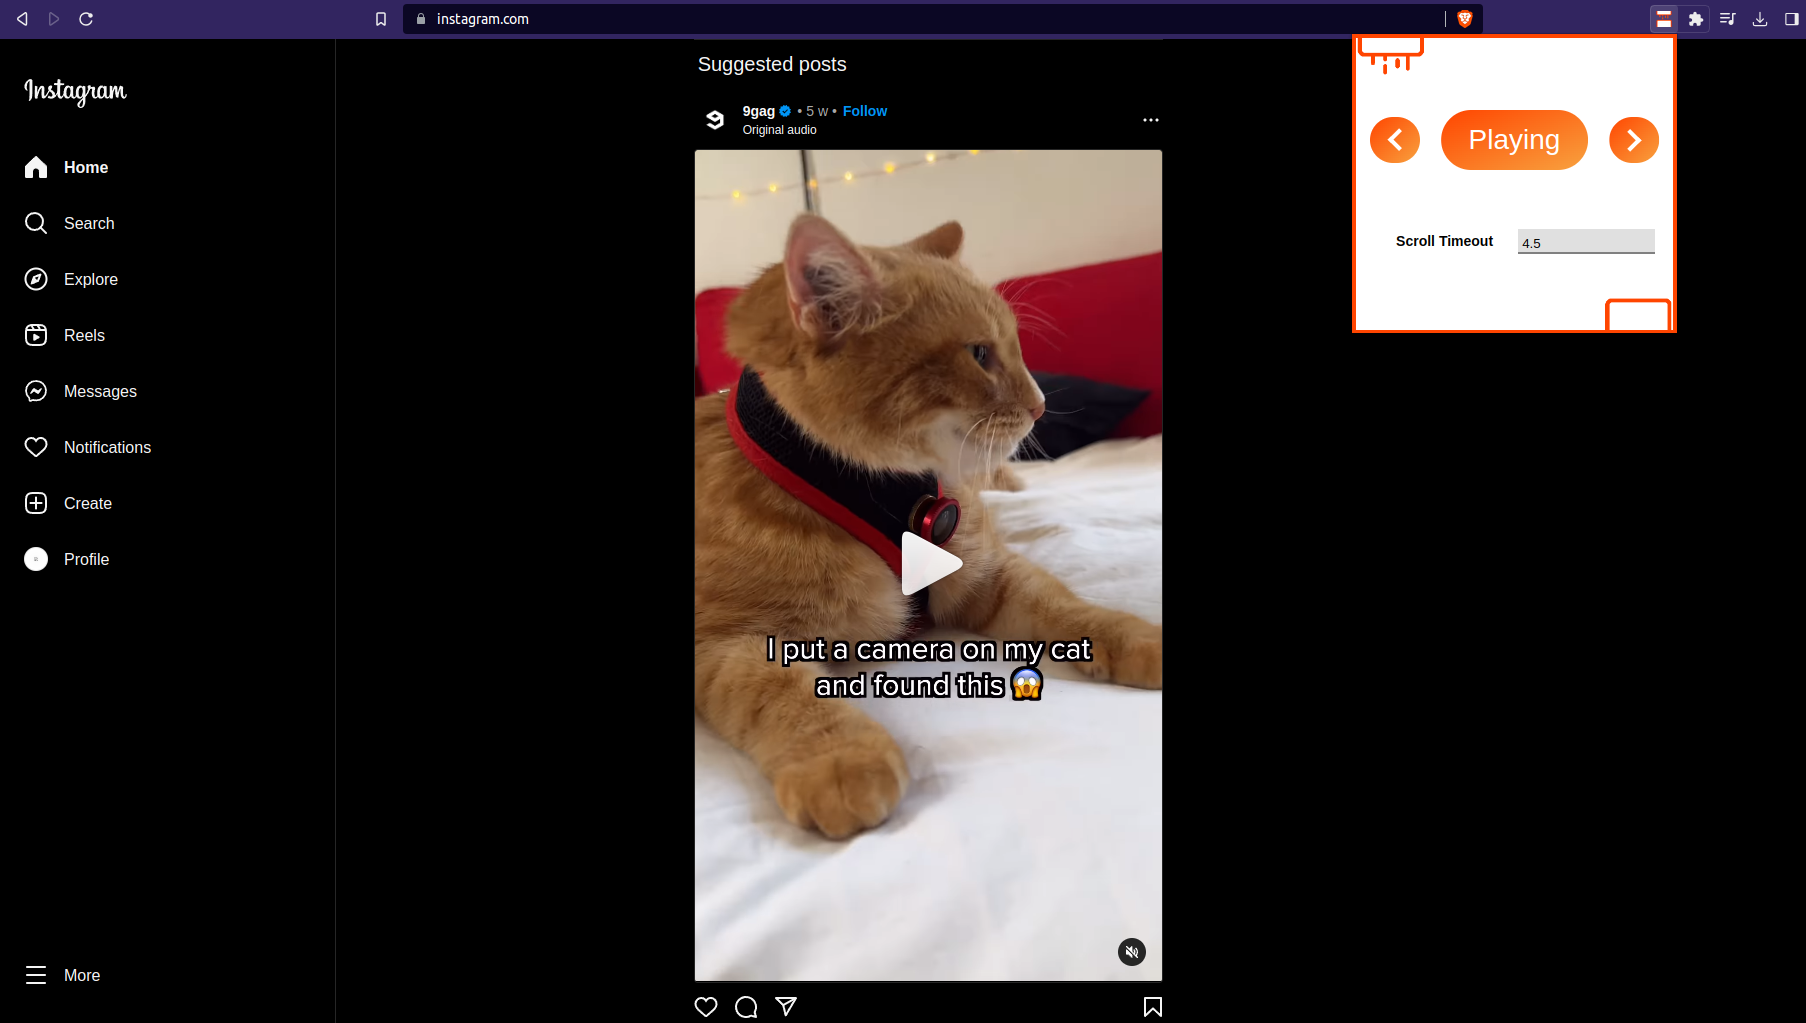 instagram.com
Instagram
Home
Search
Explore
Reels
Messages
Notifications
Create
Profile
More
Suggested posts
9gag • 5 w • Follow
Original audio
I put a camera on my cat
and found this 😱
Playing
Scroll Timeout 4.5